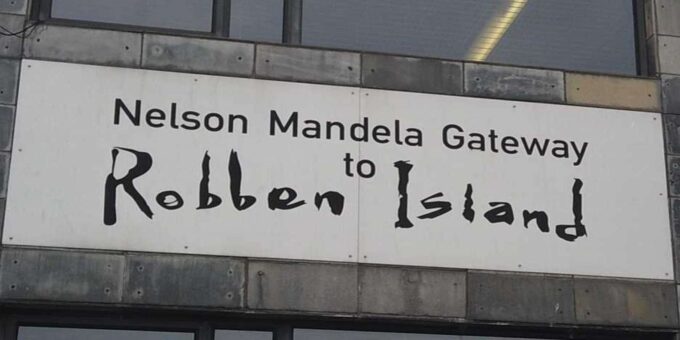 Nelson Mandela Gateway
to
Robben Island